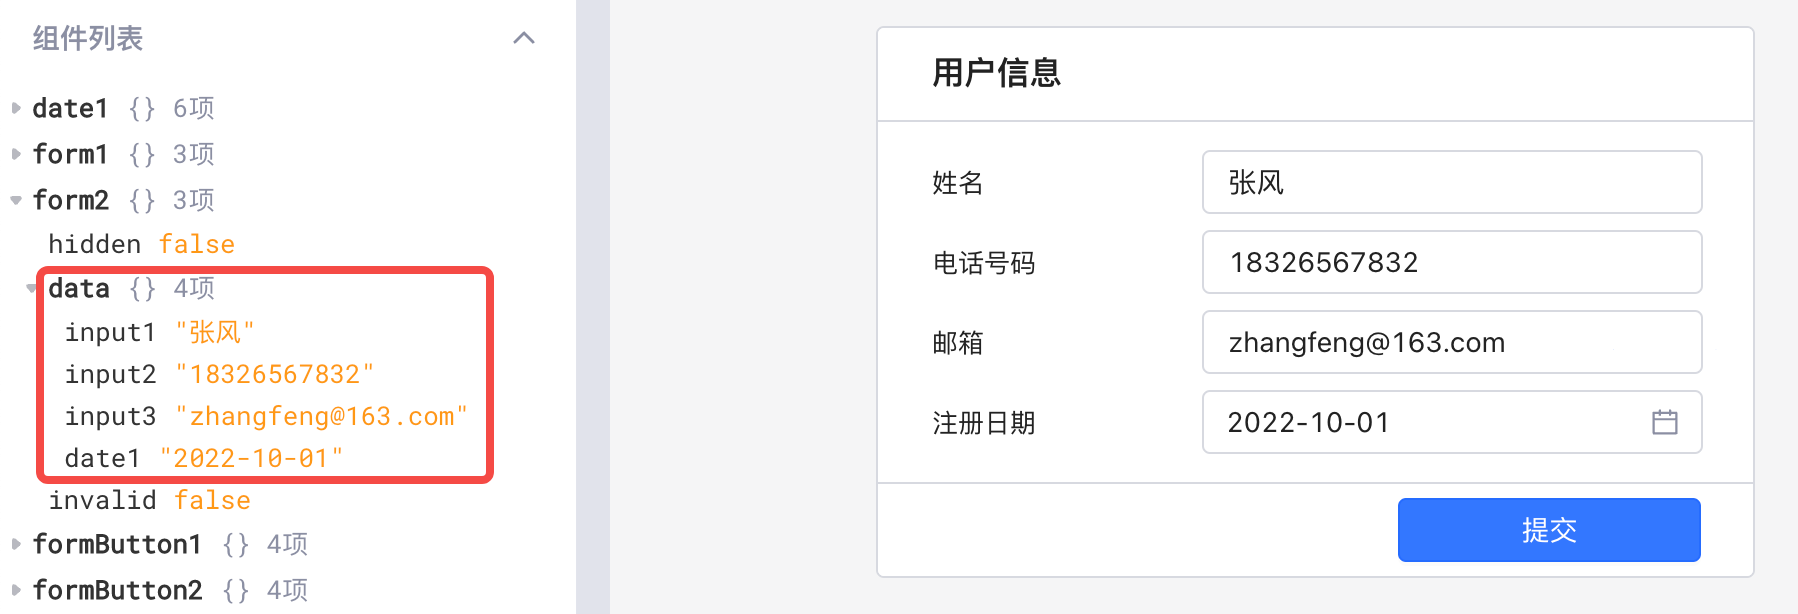 组件列表
date1 {} 6项
form1 {} 3项
form2 {} 3项
hidden false
data {} 4项
input1 "张风"
input2 "18326567832"
input3 "zhangfeng@163.com"
date1 "2022-10-01"
invalid false
formButton1 {} 4项
formButton2 {} 4项
用户信息
姓名 张风
电话号码 18326567832
邮箱 zhangfeng@163.com
注册日期 2022-10-01
提交